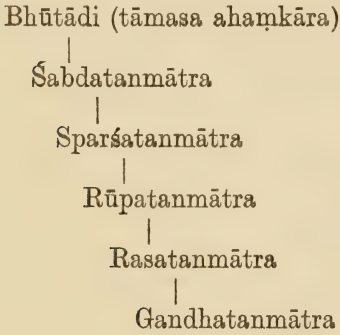 Bhūtādi (tāmasa ahaṃkāra)
Śabdatanmātra
Sparśatanmātra
Rūpatanmātra
Rasatanmātra
Gandhatanmātra